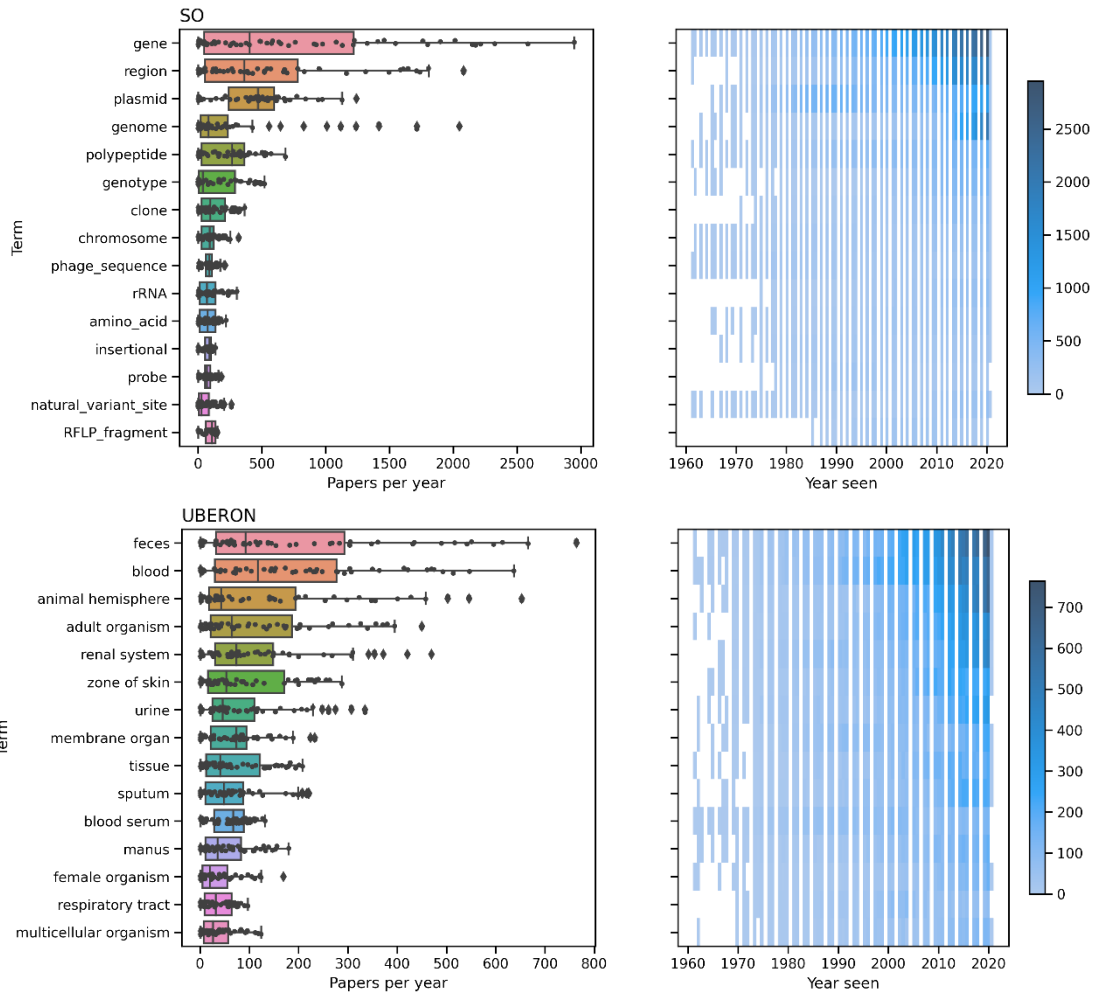 SO
gene
region
plasmid
genome
polypeptide
genotype
clone
chromosome
phage_sequence
rRNA
amino_acid
insertional
probe
natural_variant_site
RFLP_fragment
Term
0 500 1000 1500 2000 2500 3000
Papers per year
1960 1970 1980 1990 2000 2010 2020
Year seen
2500
2000
1500
1000
500
0
UBERON
feces
blood
animal hemisphere
adult organism
renal system
zone of skin
urine
membrane organ
tissue
sputum
blood serum
manus
female organism
respiratory tract
multicellular organism
Term
0 100 200 300 400 500 600 700 800
Papers per year
1960 1970 1980 1990 2000 2010 2020
Year seen
700
600
500
400
300
200
100
0